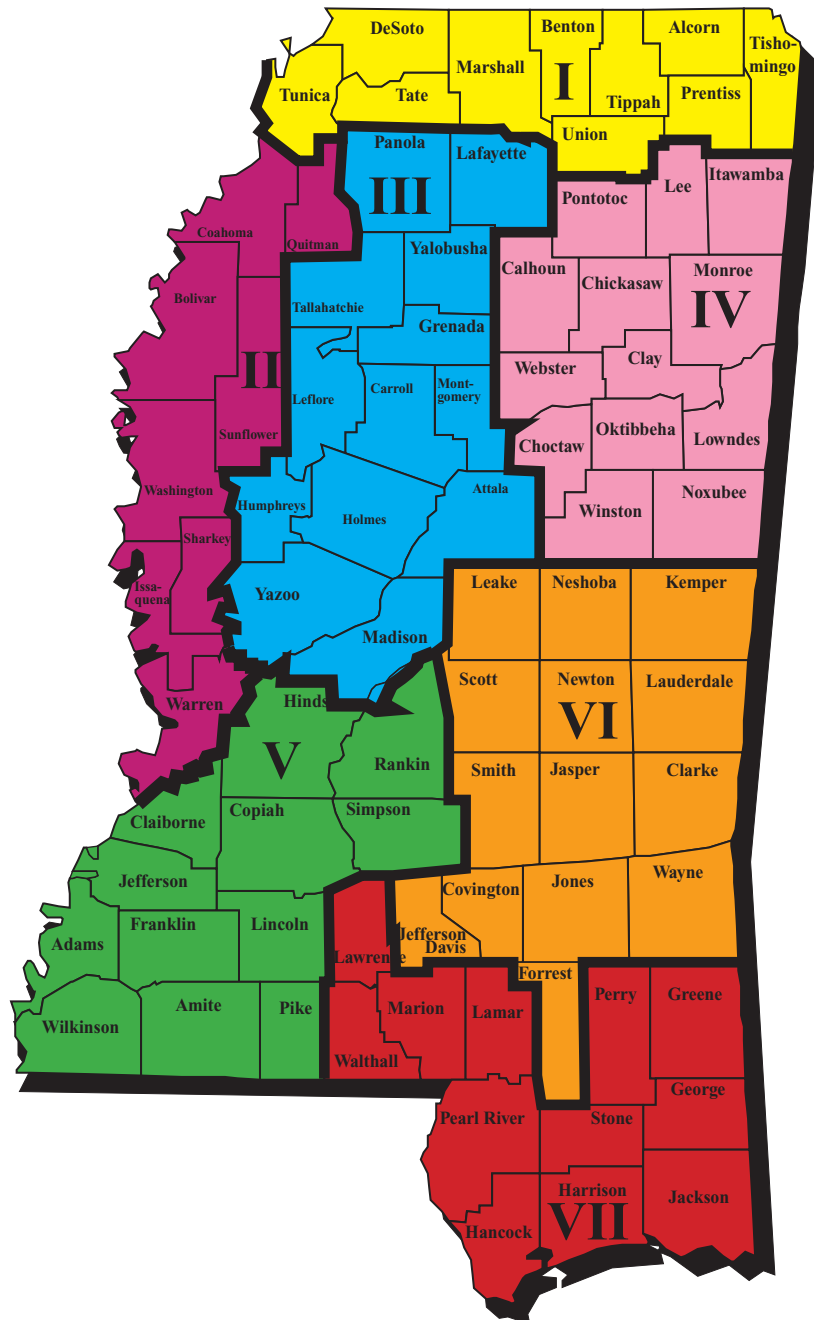 DeSoto
Benton
Alcorn
Tisho-
mingo
Marshall
I
Tunica
Tate
Tippah
Prentiss
Union
Panola
Lafayette
III
Itawamba
Pontotoc
Lee
Coahoma
Quitman
Yalobusha
Calhoun
Chickasaw
Monroe
IV
Bolivar
Tallahatchie
Grenada
II
Webster
Clay
Leflore
Carroll
Mont-
gomery
Sunflower
Choctaw
Oktibbeha
Lowndes
Washington
Humphreys
Holmes
Attala
Winston
Noxubee
Sharkey
Issa-
quena
Yazoo
Madison
Leake
Neshoba
Kemper
Warren
Hinds
V
Scott
Newton
VI
Lauderdale
Rankin
Smith
Jasper
Clarke
Claiborne
Copiah
Simpson
Jefferson
Covington
Jones
Wayne
Adams
Franklin
Lincoln
Lawrence
Jefferson
Davis
Forrest
Wilkinson
Amite
Pike
Marion
Lamar
Perry
Greene
Walthall
George
Pearl River
Stone
Harrison
VII
Jackson
Hancock